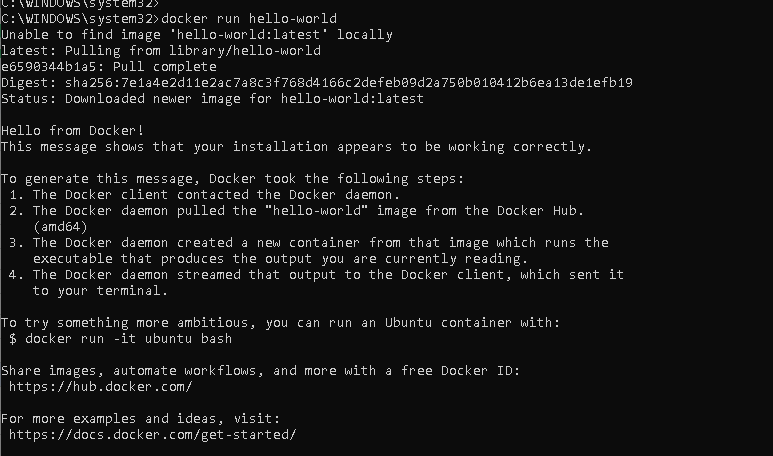 C:\WINDOWS\system32>
C:\WINDOWS\system32>docker run hello-world
Unable to find image 'hello-world:latest' locally
latest: Pulling from library/hello-world
e6590344b1a5: Pull complete
Digest: sha256:7e1a4e2d11e2ac7a8c3f768d4166c2defeb09d2a750b010412b6ea13de1efb19
Status: Downloaded newer image for hello-world:latest

Hello from Docker!
This message shows that your installation appears to be working correctly.

To generate this message, Docker took the following steps:
 1. The Docker client contacted the Docker daemon.
 2. The Docker daemon pulled the "hello-world" image from the Docker Hub.
    (amd64)
 3. The Docker daemon created a new container from that image which runs the
    executable that produces the output you are currently reading.
 4. The Docker daemon streamed that output to the Docker client, which sent it
    to your terminal.

To try something more ambitious, you can run an Ubuntu container with:
 $ docker run -it ubuntu bash

Share images, automate workflows, and more with a free Docker ID:
 https://hub.docker.com/

For more examples and ideas, visit:
 https://docs.docker.com/get-started/